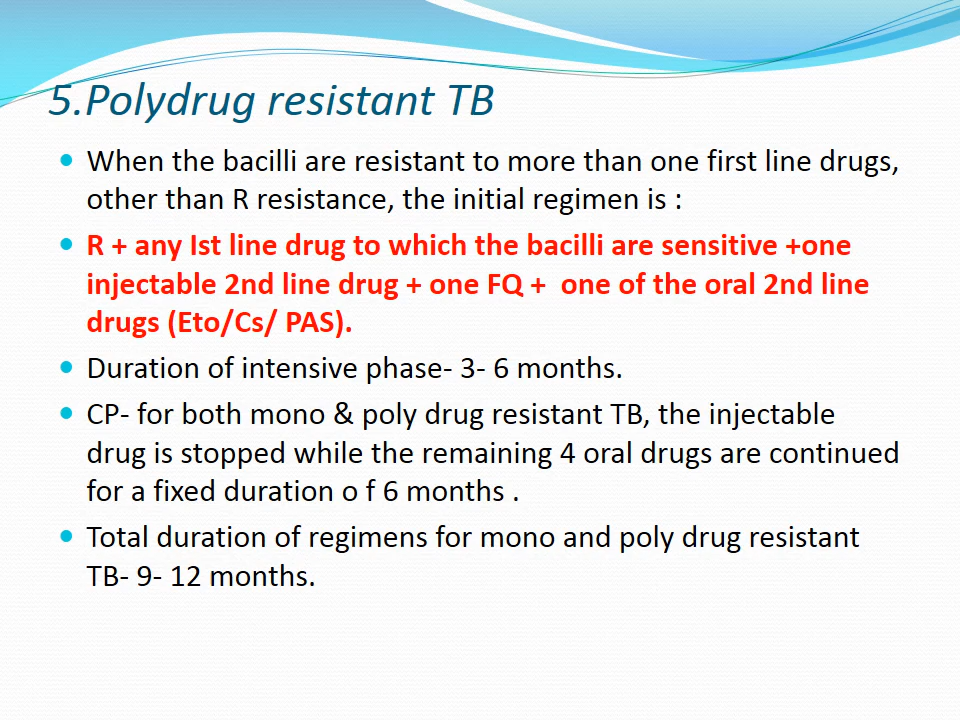 5.Polydrug resistant TB
When the bacilli are resistant to more than one first line drugs,
other than R resistance, the initial regimen is :
R + any Ist line drug to which the bacilli are sensitive +one
injectable 2nd line drug + one FQ + one of the oral 2nd line
drugs (Eto/Cs/ PAS).
Duration of intensive phase- 3- 6 months.
CP- for both mono & poly drug resistant TB, the injectable
drug is stopped while the remaining 4 oral drugs are continued
for a fixed duration o f 6 months .
Total duration of regimens for mono and poly drug resistant
TB- 9- 12 months.